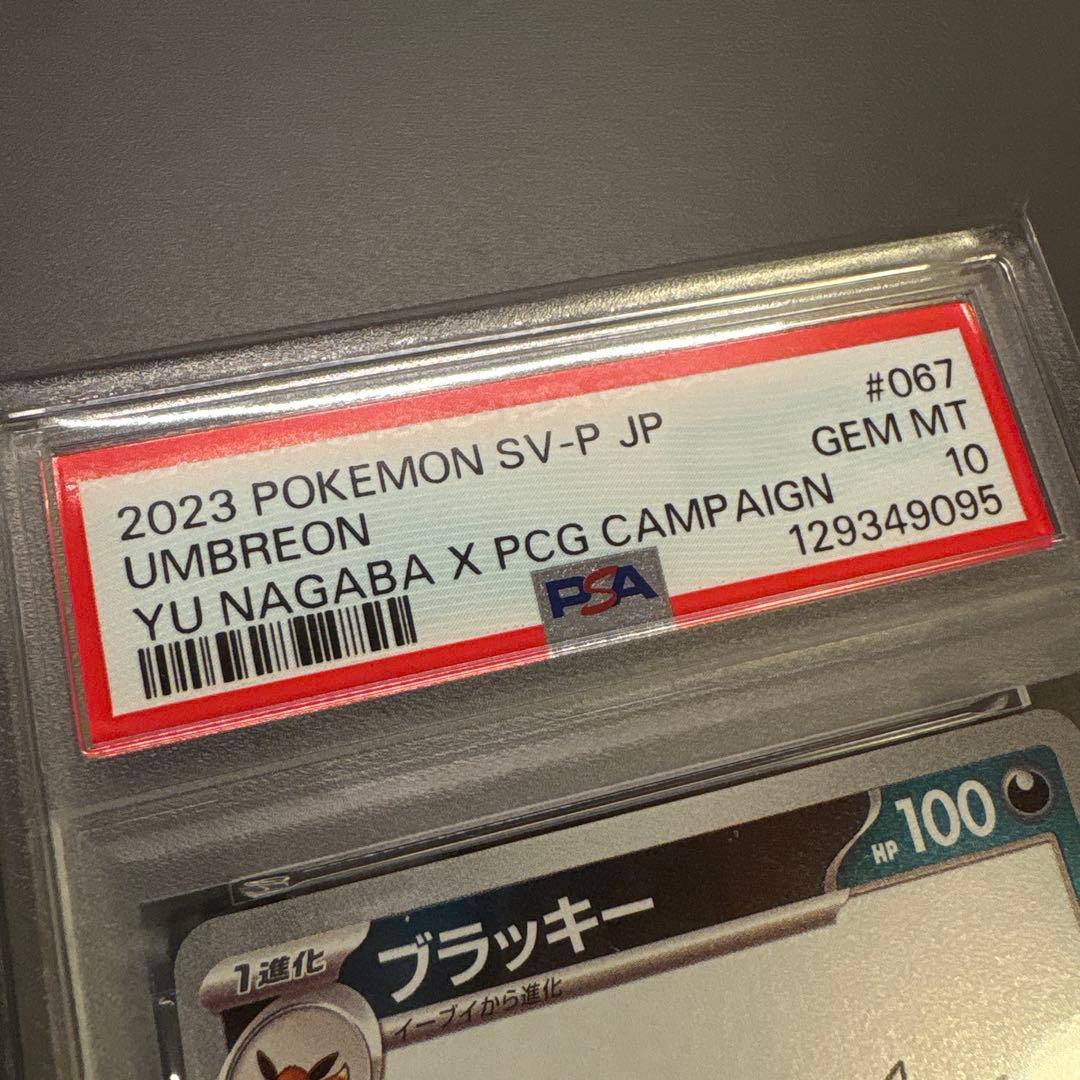 2023 POKEMON SV-P JP #067
UMBREON GEM MT
YU NAGABA X PCG CAMPAIGN 10
PSA 129349095
HP 100
1進化 ブラッキー
イーブイから進化